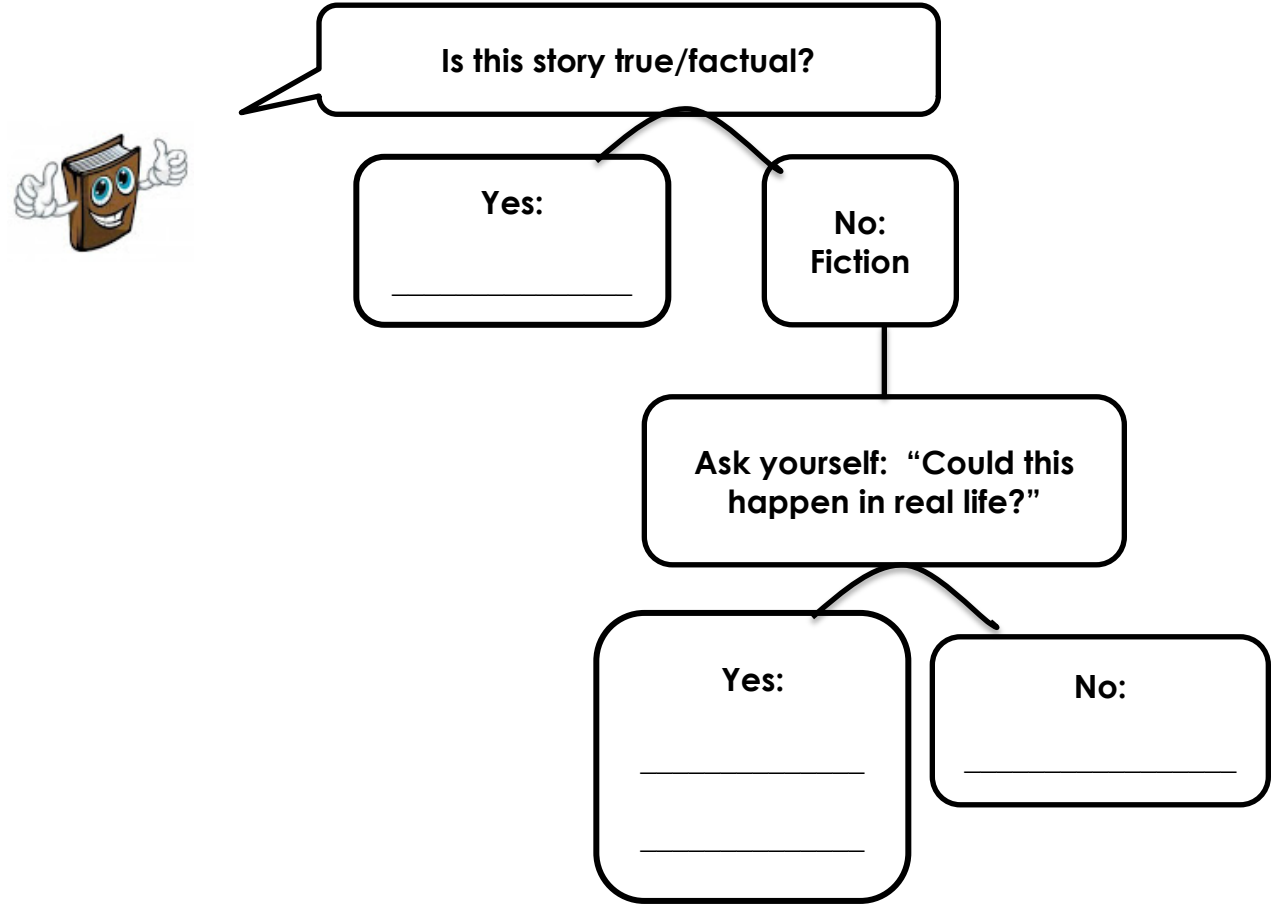 Is this story true/factual?
Yes:
No:
Fiction
Ask yourself:  “Could this
happen in real life?”
Yes:
No: